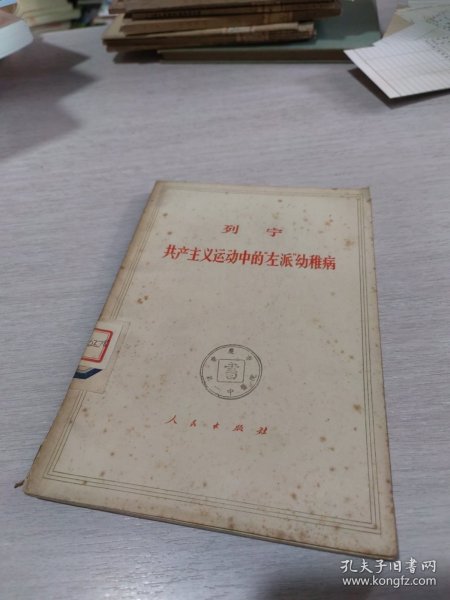 列 宁
共产主义运动中的“左派”幼稚病
書
人民出版社
孔夫子旧书网
www.kongfz.com